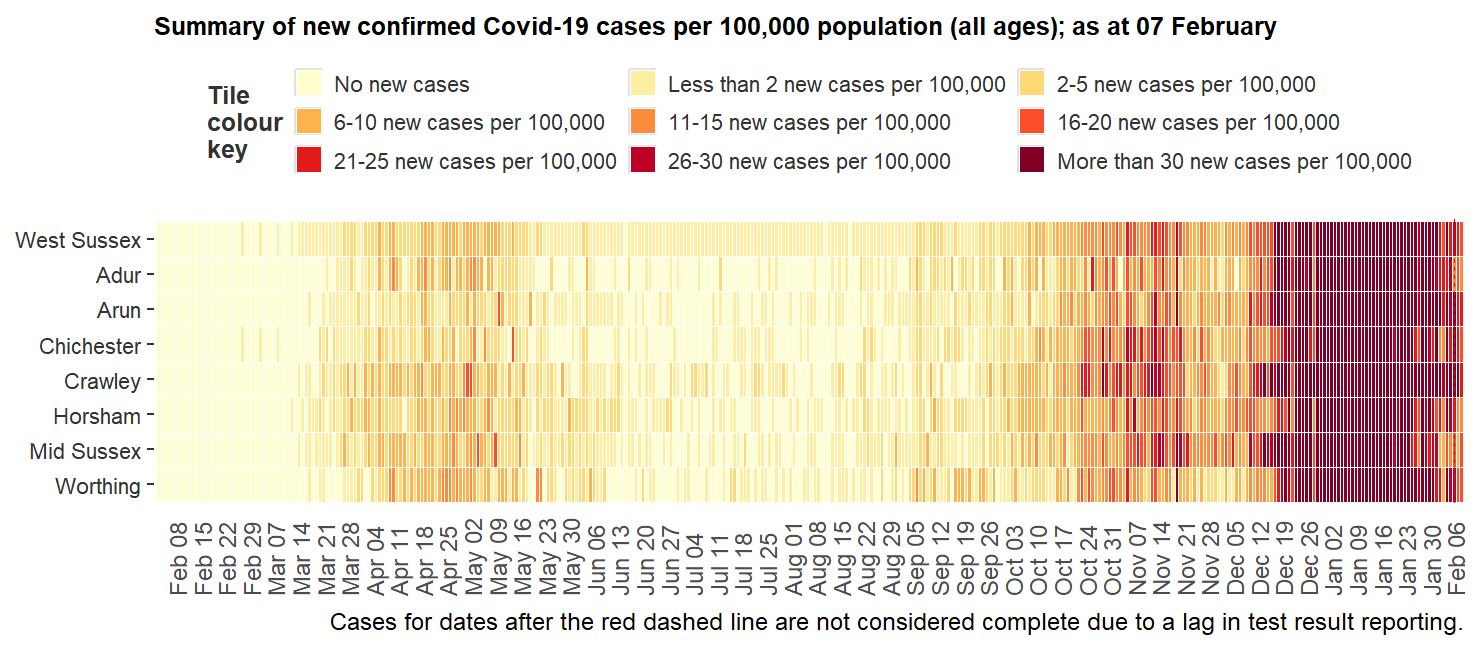 Summary of new confirmed Covid-19 cases per 100,000 population (all ages); as at 07 February
Tile
colour
key
No new cases
Less than 2 new cases per 100,000
2-5 new cases per 100,000
6-10 new cases per 100,000
11-15 new cases per 100,000
16-20 new cases per 100,000
21-25 new cases per 100,000
26-30 new cases per 100,000
More than 30 new cases per 100,000
West Sussex
Adur
Arun
Chichester
Crawley
Horsham
Mid Sussex
Worthing
Feb 08
Feb 15
Feb 22
Feb 29
Mar 07
Mar 14
Mar 21
Mar 28
Apr 04
Apr 11
Apr 18
Apr 25
May 02
May 09
May 16
May 23
May 30
Jun 06
Jun 13
Jun 20
Jun 27
Jul 04
Jul 11
Jul 18
Jul 25
Aug 01
Aug 08
Aug 15
Aug 22
Aug 29
Sep 05
Sep 12
Sep 19
Sep 26
Oct 03
Oct 10
Oct 17
Oct 24
Oct 31
Nov 07
Nov 14
Nov 21
Nov 28
Dec 05
Dec 12
Dec 19
Dec 26
Jan 02
Jan 09
Jan 16
Jan 23
Jan 30
Feb 06
Cases for dates after the red dashed line are not considered complete due to a lag in test result reporting.